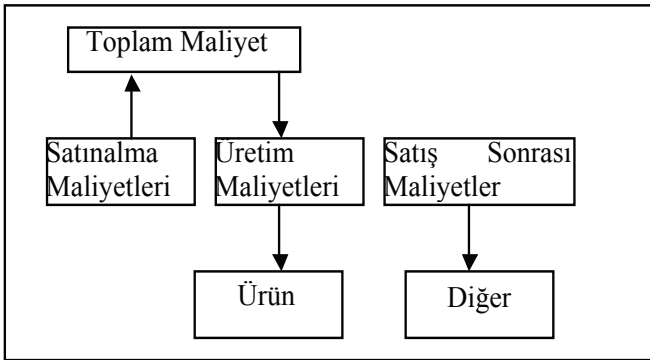 Toplam Maliyet
Satınalma
Maliyetleri
Üretim
Maliyetleri
Satış Sonrası
Maliyetler
Ürün
Diğer